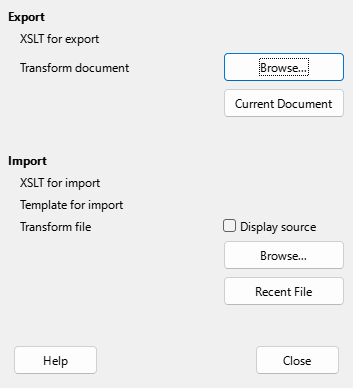 Export
XSLT for export
Transform document
Browse...
Current Document
Import
XSLT for import
Template for import
Transform file
Display source
Browse...
Recent File
Help
Close